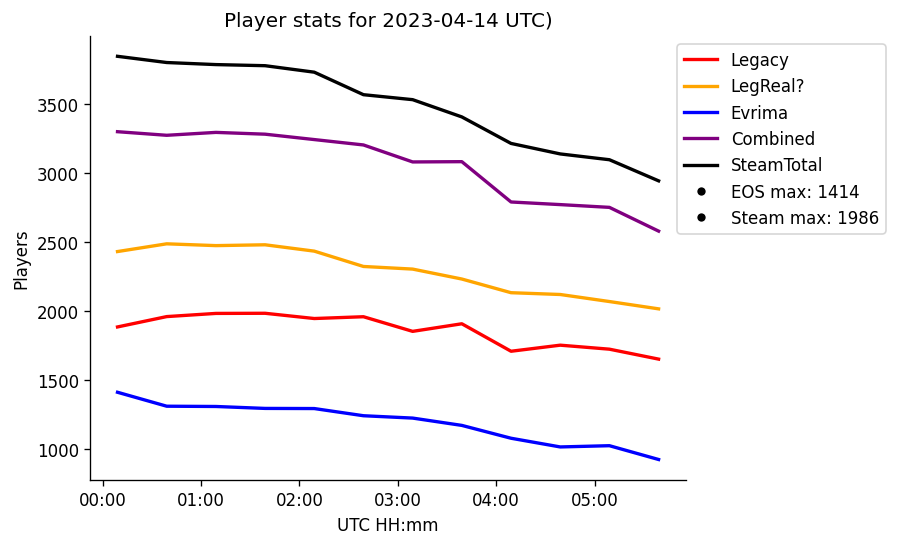 Player stats for 2023-04-14 UTC)
Legacy
LegReal?
Evrima
Combined
SteamTotal
EOS max: 1414
Steam max: 1986
Players
3500
3000
2500
2000
1500
1000
00:00 01:00 02:00 03:00 04:00 05:00
UTC HH:mm